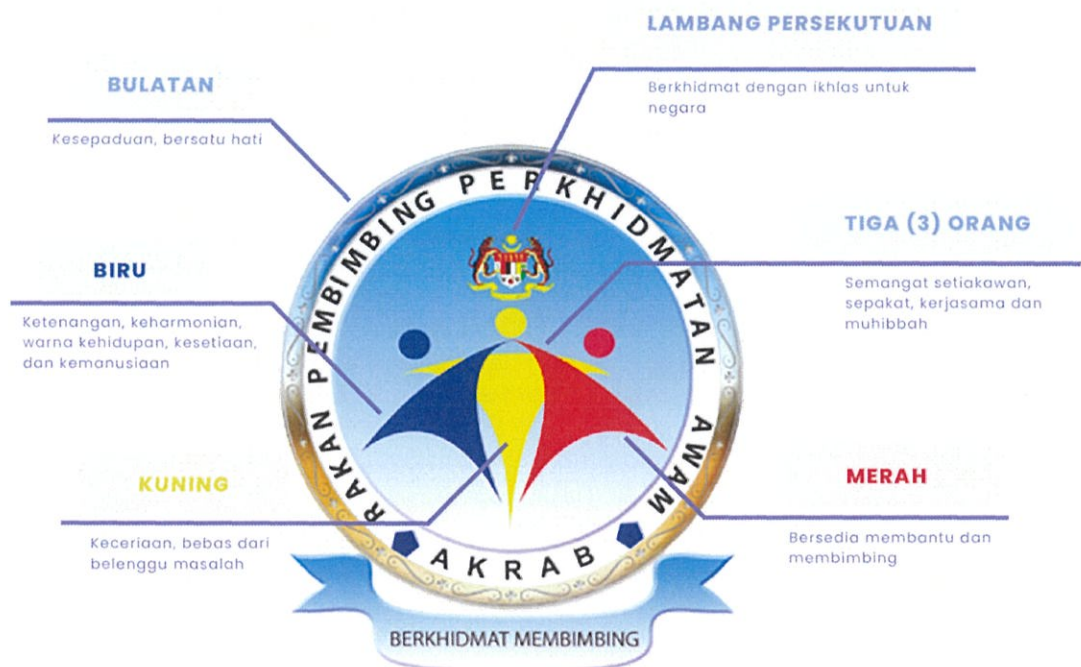 LAMBANG PERSEKUTUAN
Berkhidmat dengan ikhlas untuk
negara
BULATAN
Kesepaduan, bersatu hati
TIGA (3) ORANG
Semangat setiakawan,
sepakat, kerjasama dan
muhibbah
BIRU
Ketenangan, keharmonian,
warna kehidupan, kesetiaan,
dan kemanusiaan
KUNING
Keceriaan, bebas dari
belenggu masalah
MERAH
Bersedia membantu dan
membimbing
RAKAN PEMBIMBING PERKHIDMATAN AWAM
AKRAB
BERKHIDMAT MEMBIMBING